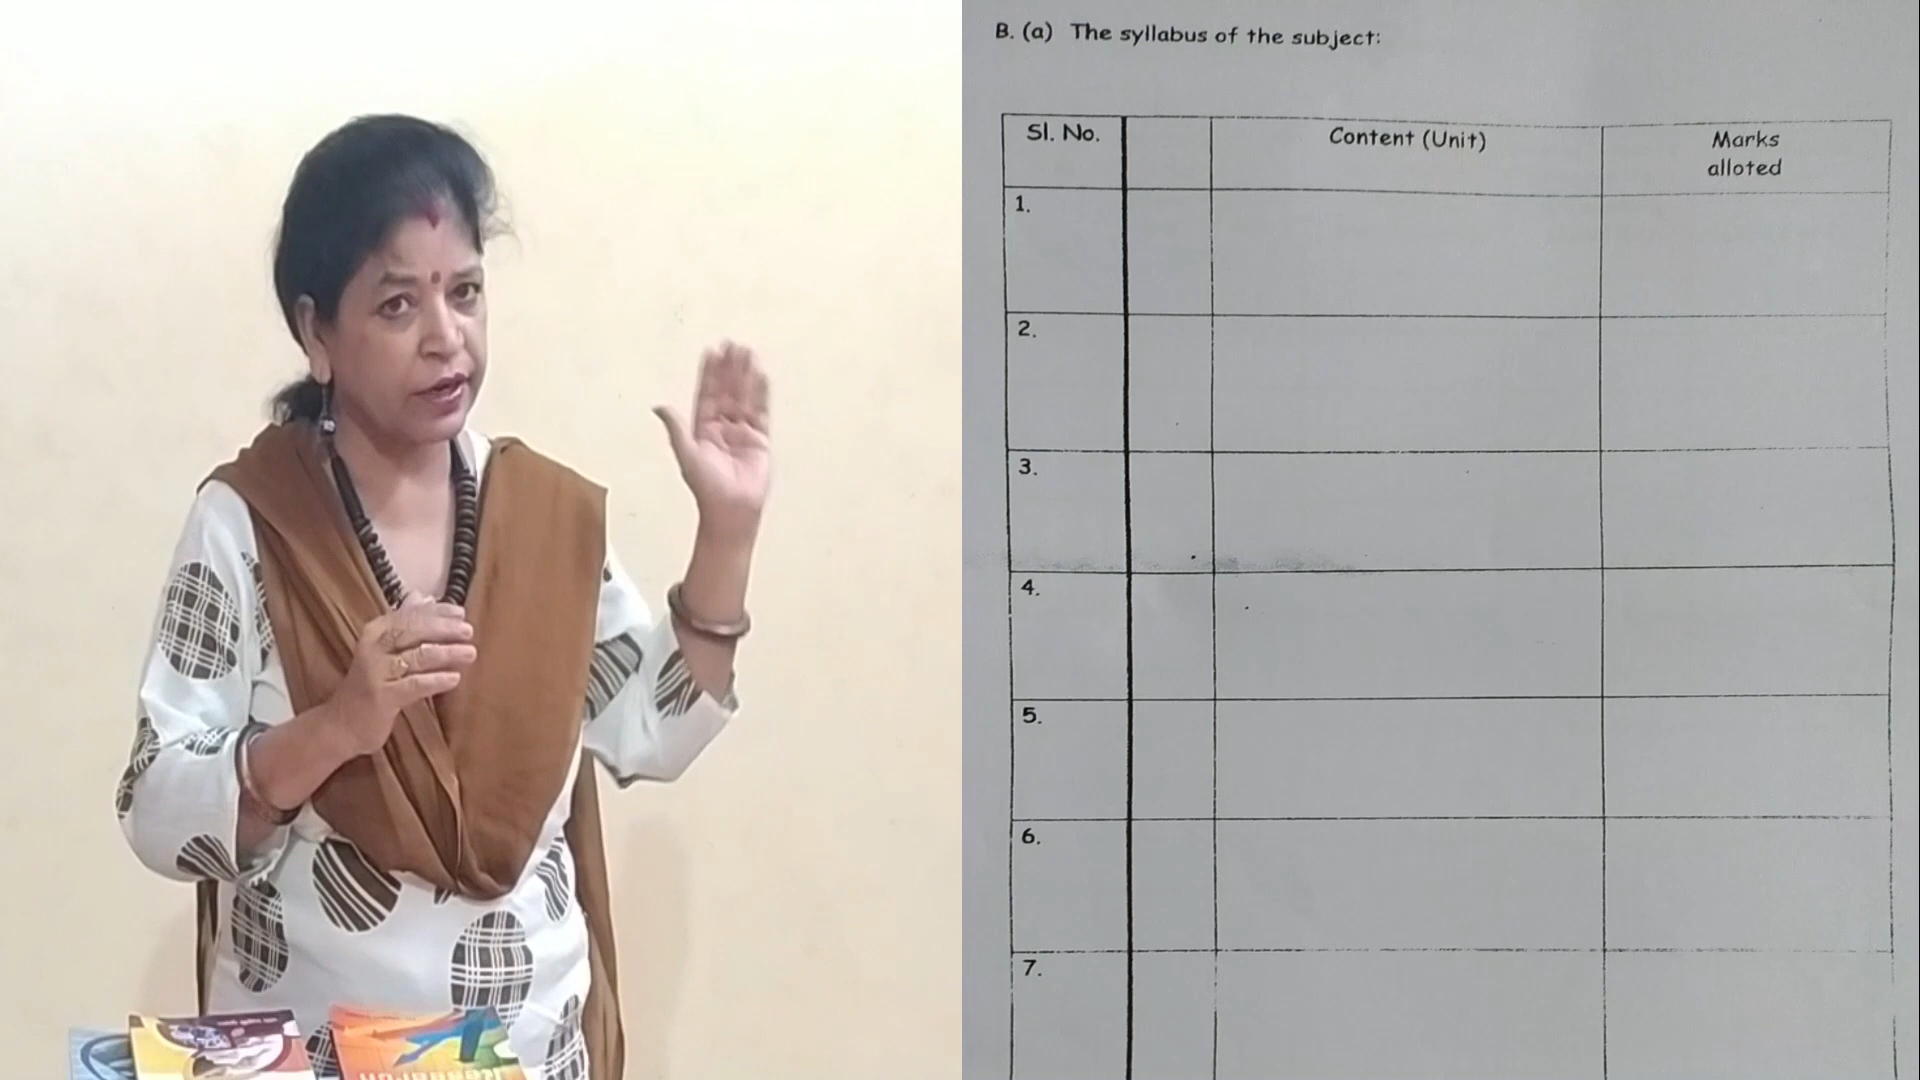 B. (a) The syllabus of the subject:
Sl. No.
Content (Unit)
Marks
alloted
1.
2.
3.
4.
5.
6.
7.